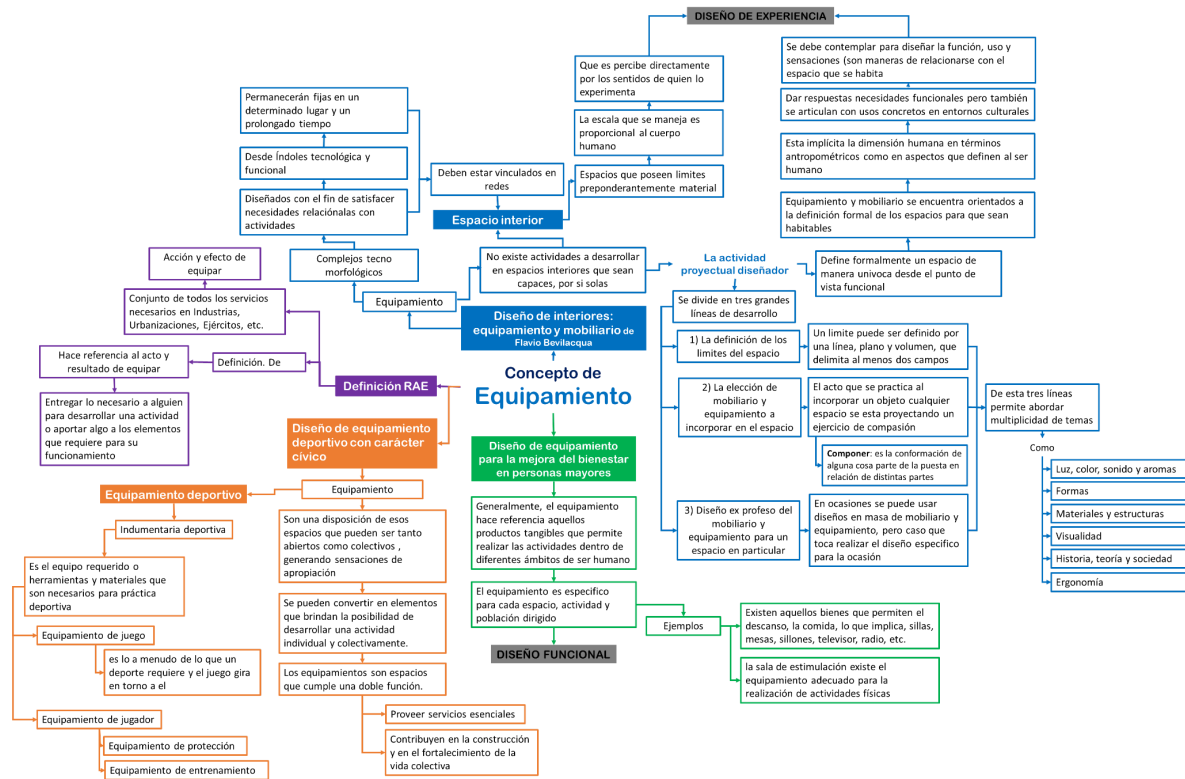 DISEÑO DE EXPERIENCIA
Que es percibe directamente
por los sentidos de quien lo
experimenta
La escala que se maneja es
proporcional al cuerpo
humano
Espacios que poseen limites
preponderantemente material
Se debe contemplar para diseñar la función, uso y
sensaciones (son maneras de relacionarse con el
espacio que se habita
Dar respuestas necesidades funcionales pero también
se articulan con usos concretos en entornos culturales
Esta implícita la dimensión humana en términos
antropométricos como en aspectos que definen al ser
humano
Equipamiento y mobiliario se encuentra orientados a
la definición formal de los espacios para que sean
habitables
Define formalmente un espacio de
manera univoca desde el punto de
vista funcional
Permanecerán fijas en un
determinado lugar y un
prolongado tiempo
Desde Índoles tecnológica y
funcional
Diseñados con el fin de satisfacer
necesidades relaciónalas con
actividades
Deben estar vinculados en
redes
Espacio interior
Complejos tecno
morfológicos
No existe actividades a desarrollar
en espacios interiores que sean
capaces, por si solas
Equipamiento
La actividad
proyectual diseñador
Diseño de interiores:
equipamiento y mobiliario de
Flavio Bevilacqua
Acción y efecto de
equipar
Conjunto de todos los servicios
necesarios en Industrias,
Urbanizaciones, Ejércitos, etc.
Hace referencia al acto y
resultado de equipar
Definición. De
Entregar lo necesario a alguien
para desarrollar una actividad
o aportar algo a los elementos
que requiere para su
funcionamiento
Definición RAE
Concepto de
Equipamiento
Se divide en tres grandes
líneas de desarrollo
1) La definición de los
limites del espacio
Un limite puede ser definido por
una línea, plano y volumen, que
delimita al menos dos campos
2) La elección de
mobiliario y
equipamiento a
incorporar en el espacio
El acto que se practica al
incorporar un objeto cualquier
espacio se esta proyectando un
ejercicio de compasión
Componer: es la conformación de
alguna cosa parte de la puesta en
relación de distintas partes
3) Diseño ex profeso del
mobiliario y
equipamiento para un
espacio en particular
En ocasiones se puede usar
diseños en masa de mobiliario y
equipamiento, pero caso que
toca realizar el diseño especifico
para la ocasión
De esta tres líneas
permite abordar
multiplicidad de temas
Como
Luz, color, sonido y aromas
Formas
Materiales y estructuras
Visualidad
Historia, teoría y sociedad
Ergonomía
Diseño de equipamiento
deportivo con carácter
cívico
Equipamiento
Equipamiento deportivo
Indumentaria deportiva
Es el equipo requerido o
herramientas y materiales que
son necesarios para práctica
deportiva
Equipamiento de juego
es lo a menudo de lo que un
deporte requiere y el juego gira
en torno a el
Equipamiento de jugador
Equipamiento de protección
Equipamiento de entrenamiento
Son una disposición de esos
espacios que pueden ser tanto
abiertos como colectivos ,
generando sensaciones de
apropiación
Se pueden convertir en elementos
que brindan la posibilidad de
desarrollar una actividad
individual y colectivamente.
Los equipamientos son espacios
que cumple una doble función.
Proveer servicios esenciales
Contribuyen en la construcción
y en el fortalecimiento de la
vida colectiva
Diseño de equipamiento
para la mejora del bienestar
en personas mayores
Generalmente, el equipamiento
hace referencia aquellos
productos tangibles que permite
realizar las actividades dentro de
diferentes ámbitos de ser humano
El equipamiento es especifico
para cada espacio, actividad y
población dirigido
DISEÑO FUNCIONAL
Ejemplos
Existen aquellos bienes que permiten el
descanso, la comida, lo que implica, sillas,
mesas, sillones, televisor, radio, etc.
la sala de estimulación existe el
equipamiento adecuado para la
realización de actividades físicas